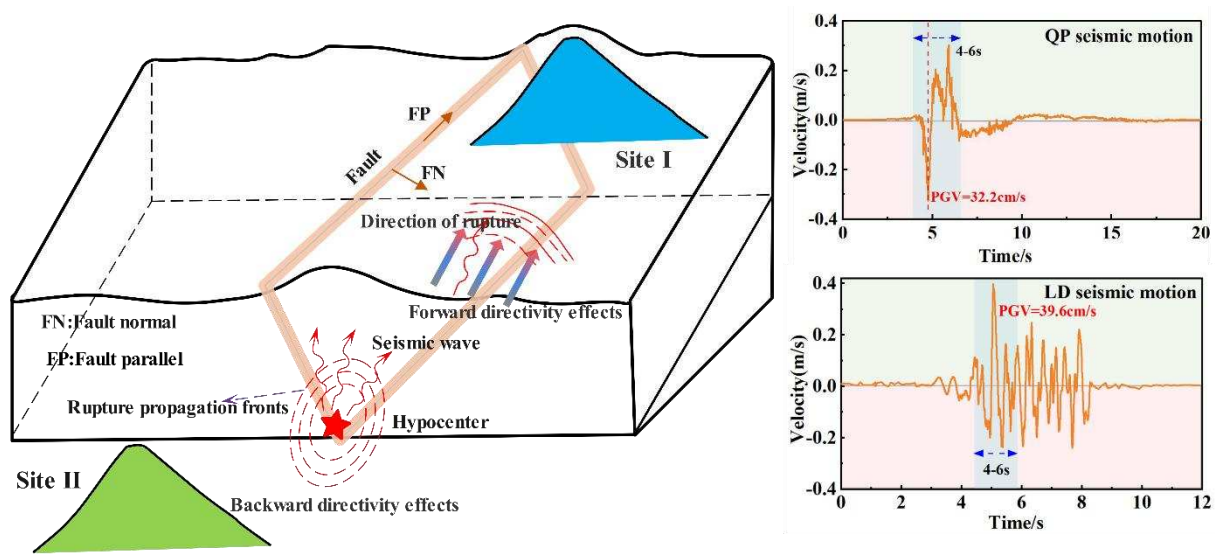 FP
Fault
FN
Site I
Direction of rupture
Forward directivity effects
FN:Fault normal
Seismic wave
FP:Fault parallel
Rupture propagation fronts
Hypocenter
Site II
Backward directivity effects
0.4
0.2
0.0
-0.2
-0.4
Velocity(m/s)
QP seismic motion
4-6s
PGV=32.2cm/s
0 5 10 15 20
Time/s
0.4
0.2
0.0
-0.2
-0.4
Velocity(m/s)
LD seismic motion
PGV=39.6cm/s
4-6s
0 2 4 6 8 10 12
Time/s